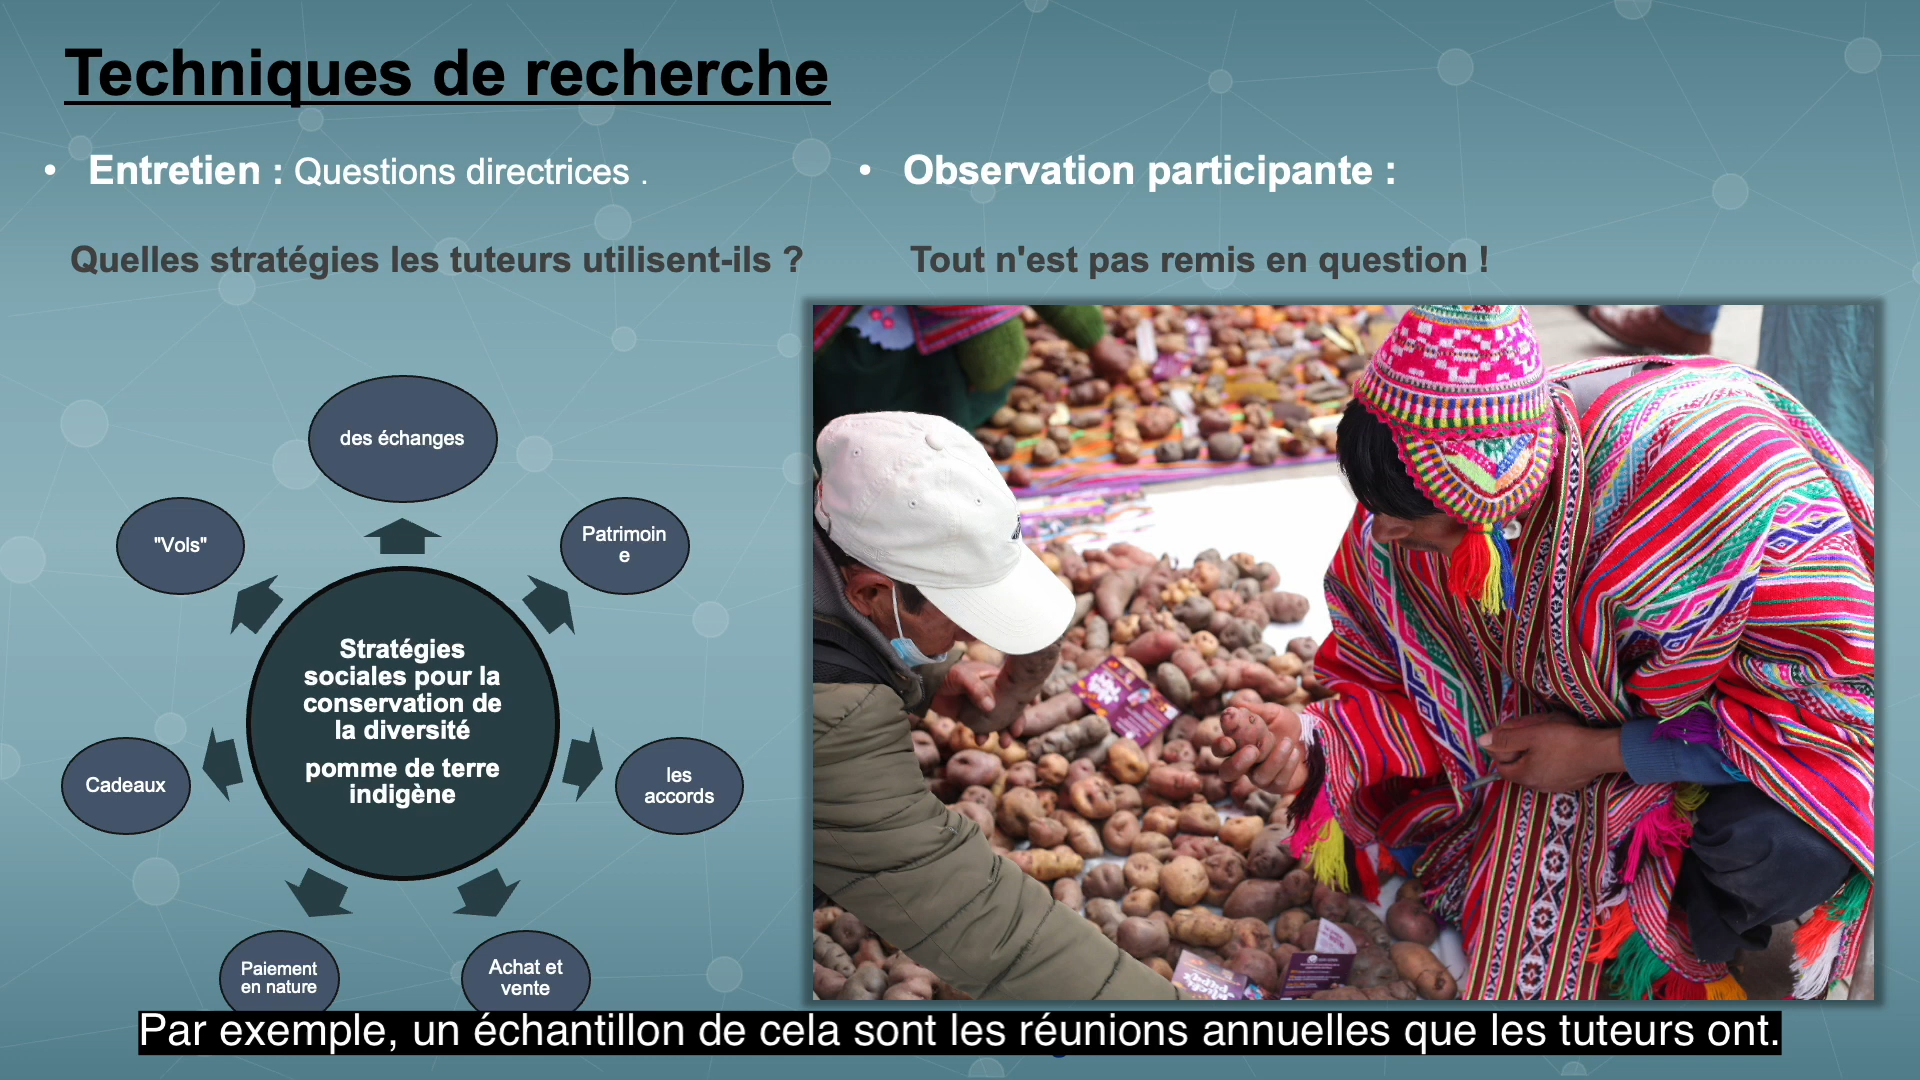 Techniques de recherche
• Entretien : Questions directrices .
Quelles stratégies les tuteurs utilisent-ils ?
• Observation participante :
Tout n'est pas remis en question !
des échanges
"Vols"
Patrimoin
e
Stratégies
sociales pour la
conservation de
la diversité
pomme de terre
indigène
Cadeaux
les
accords
Paiement
en nature
Achat et
vente
Par exemple, un échantillon de cela sont les réunions annuelles que les tuteurs ont.